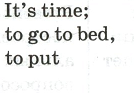 It's time;
to go to bed,
to put